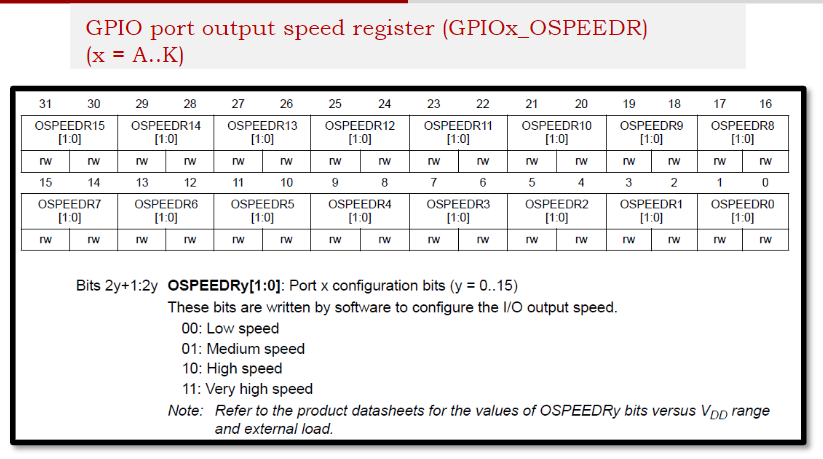 GPIO port output speed register (GPIOx_OSPEEDR)
(x = A..K)
31 30 29 28 27 26 25 24 23 22 21 20 19 18 17 16
OSPEEDR15 OSPEEDR14 OSPEEDR13 OSPEEDR12 OSPEEDR11 OSPEEDR10 OSPEEDR9 OSPEEDR8
[1:0] [1:0] [1:0] [1:0] [1:0] [1:0] [1:0] [1:0]
rw rw rw rw rw rw rw rw rw rw rw rw rw rw rw rw
15 14 13 12 11 10 9 8 7 6 5 4 3 2 1 0
OSPEEDR7 OSPEEDR6 OSPEEDR5 OSPEEDR4 OSPEEDR3 OSPEEDR2 OSPEEDR1 OSPEEDR0
[1:0] [1:0] [1:0] [1:0] [1:0] [1:0] [1:0] [1:0]
rw rw rw rw rw rw rw rw rw rw rw rw rw rw rw rw
Bits 2y+1:2y OSPEEDRy[1:0]: Port x configuration bits (y = 0..15)
These bits are written by software to configure the I/O output speed.
00: Low speed
01: Medium speed
10: High speed
11: Very high speed
Note: Refer to the product datasheets for the values of OSPEEDRy bits versus VDD range
and external load.